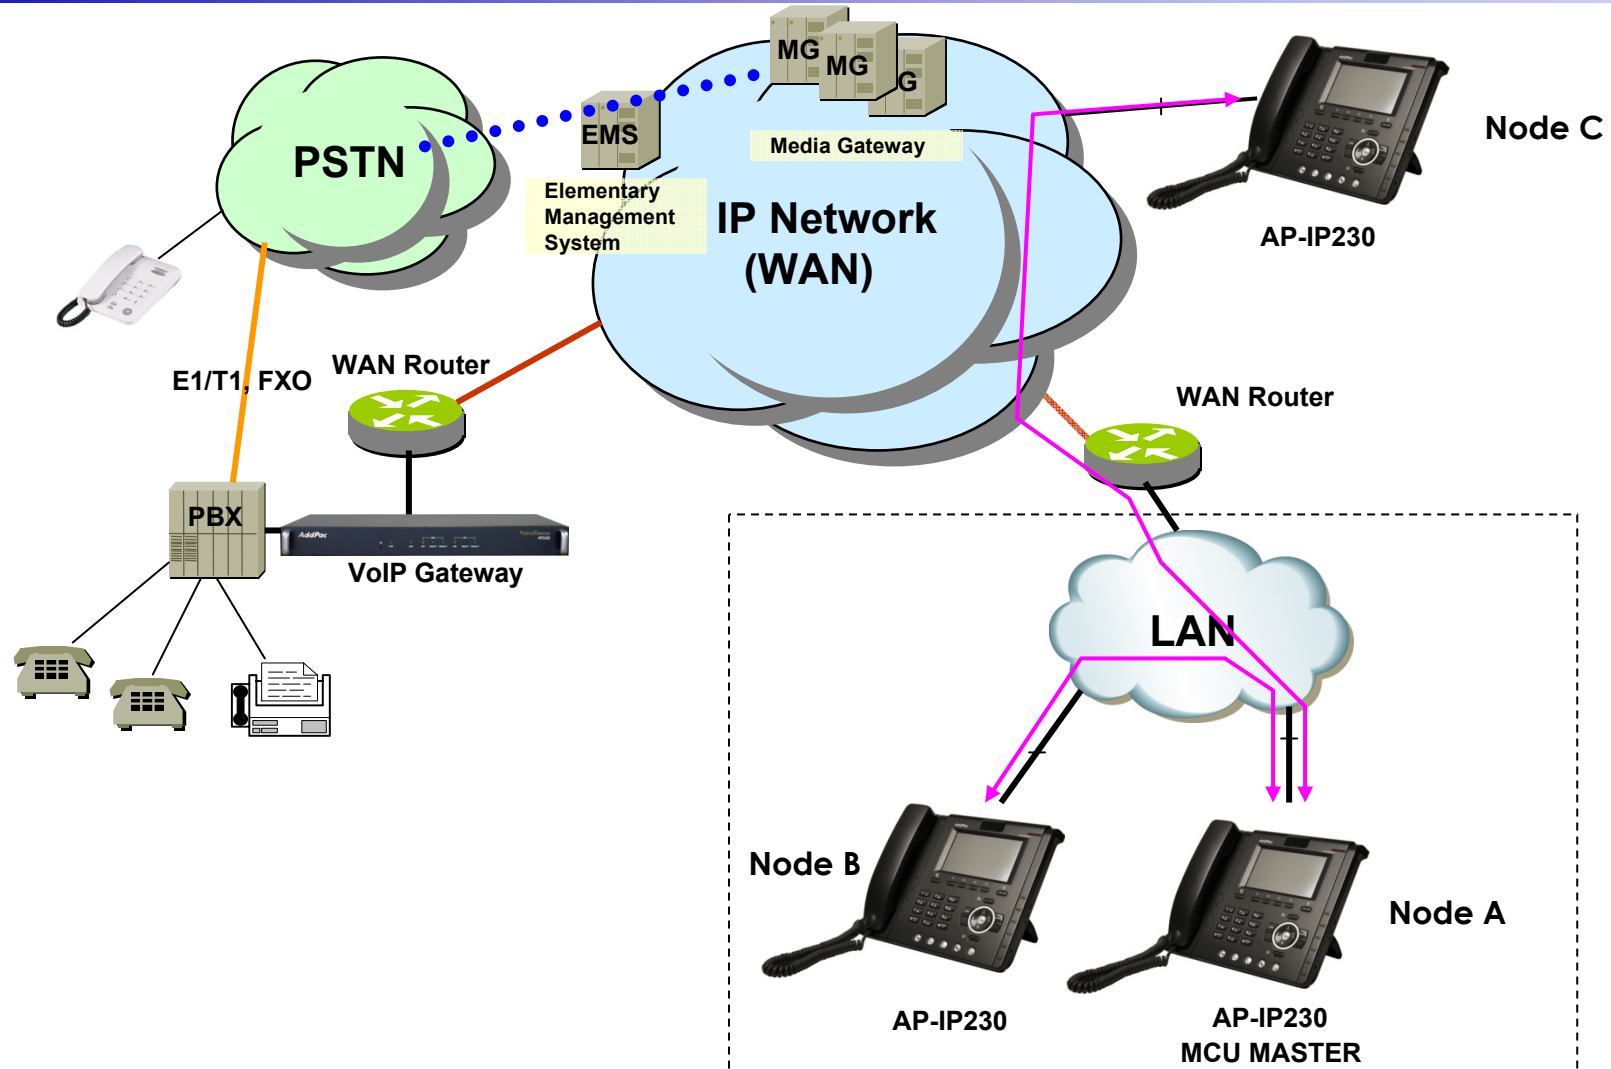 MG
MG
G
EMS
PSTN
Media Gateway
Node C
Elementary
Management
System
IP Network
(WAN)
AP-IP230
WAN Router
E1/T1, FXO
WAN Router
PBX
AddPac
VoIP Gateway
LAN
Node B
Node A
AP-IP230
AP-IP230
MCU MASTER